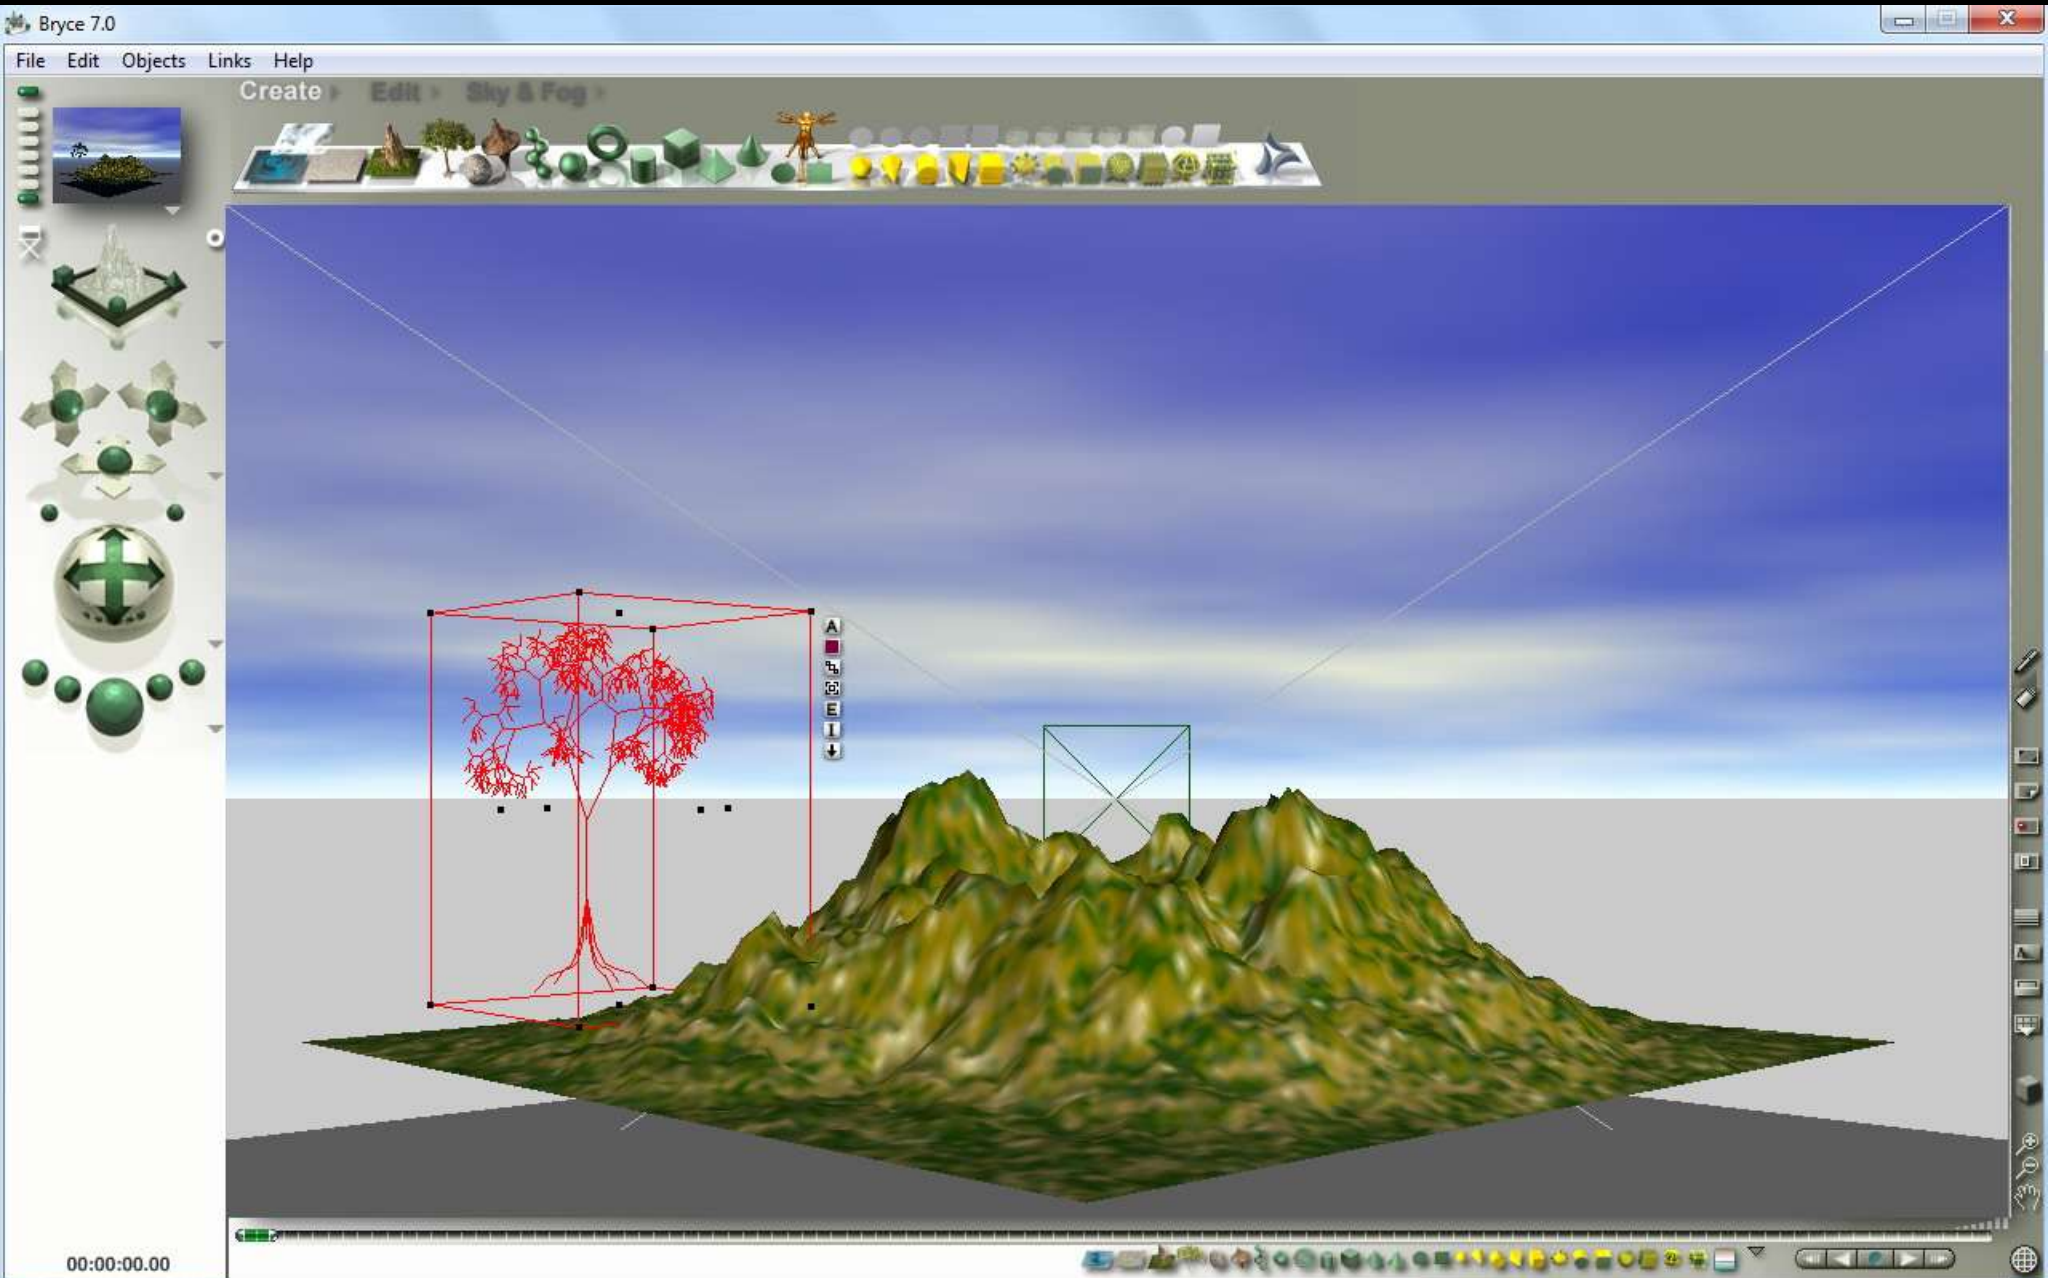 Bryce 7.0
File Edit Objects Links Help
Create Edit Sky & Fog
A
E
I
00:00:00.00